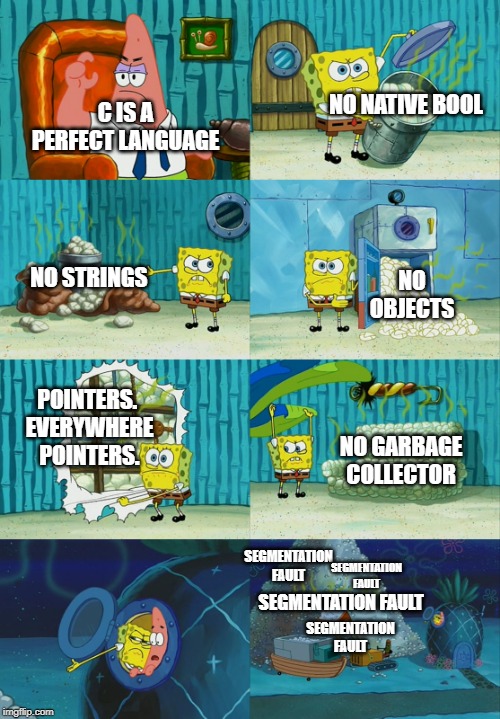 C IS A
PERFECT LANGUAGE
NO NATIVE BOOL
NO STRINGS
NO
OBJECTS
POINTERS.
EVERYWHERE
POINTERS.
NO GARBAGE
COLLECTOR
SEGMENTATION
FAULT
SEGMENTATION
FAULT
SEGMENTATION FAULT
SEGMENTATION
FAULT
imgflip.com